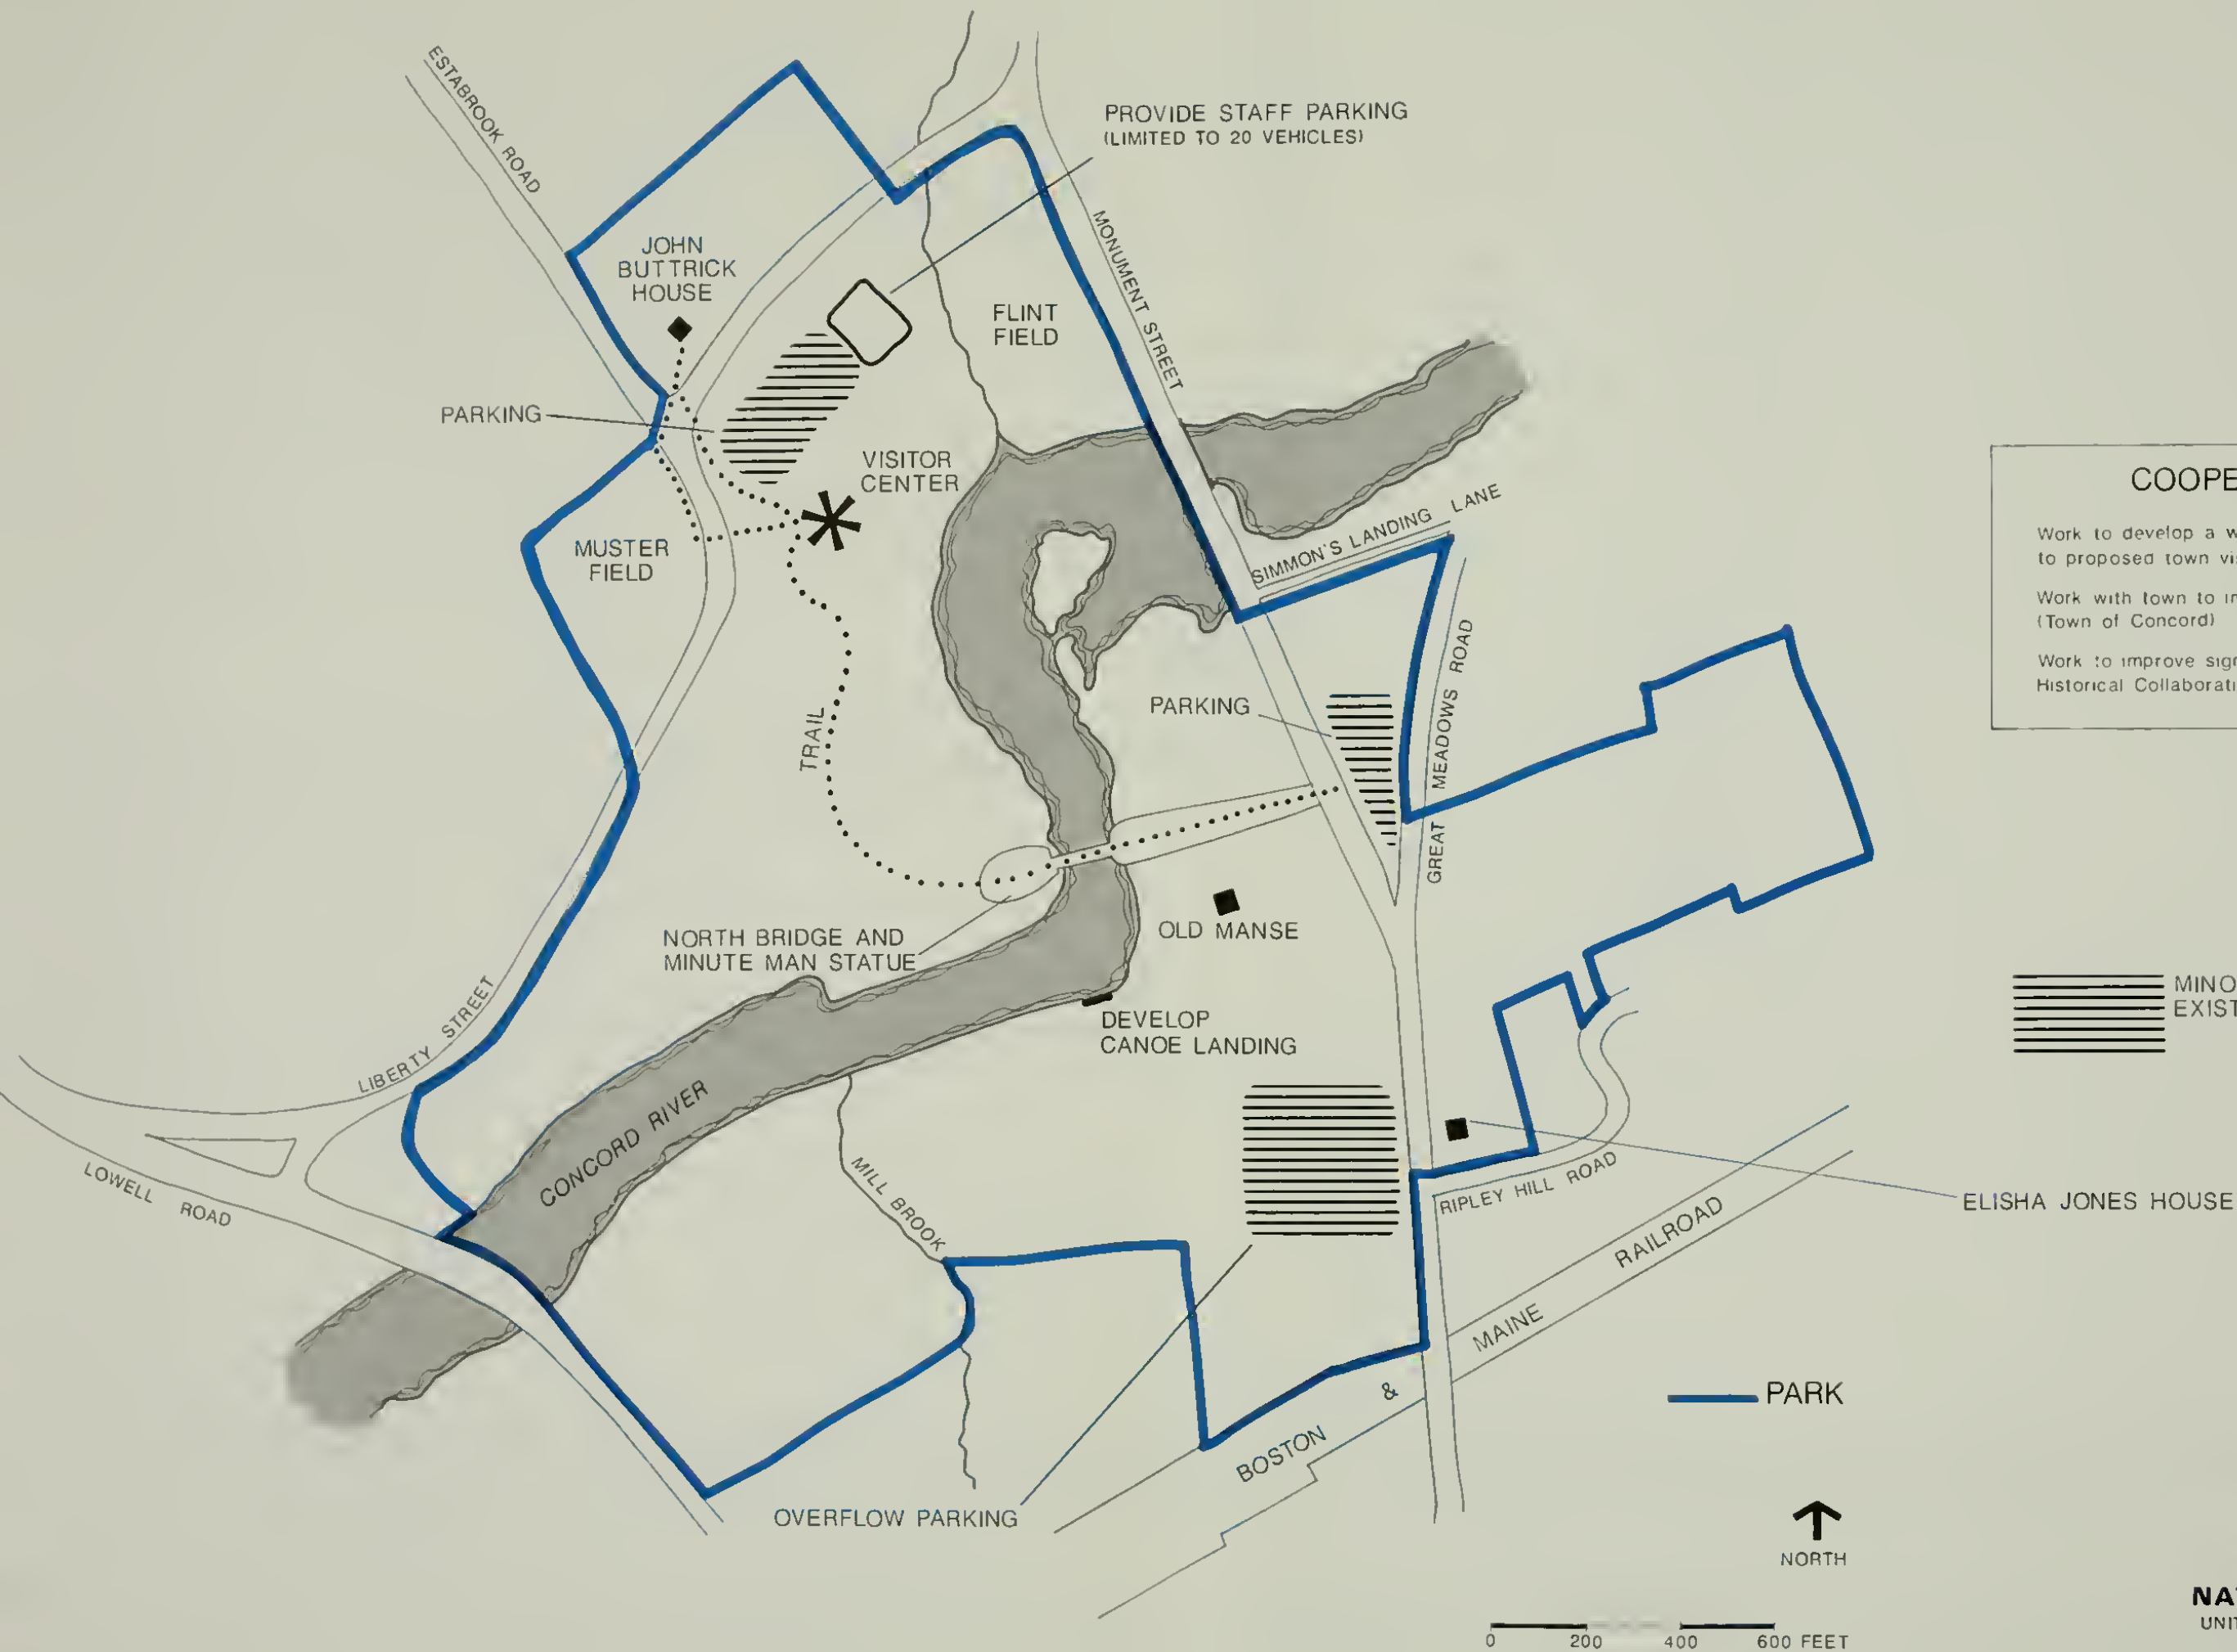 ESTABROOK ROAD
PROVIDE STAFF PARKING
(LIMITED TO 20 VEHICLES)
MONUMENT STREET
JOHN
BUTTRICK
HOUSE
FLINT
FIELD
PARKING
VISITOR
CENTER
SIMMON'S LANDING LANE
MUSTER
FIELD
GREAT MEADOWS ROAD
PARKING
TRAIL
OLD MANSE
NORTH BRIDGE AND
MINUTE MAN STATUE
DEVELOP
CANOE LANDING
LIBERTY STREET
CONCORD RIVER
LOWELL ROAD
MILL BROOK
RIPLEY HILL ROAD
ELISHA JONES HOUSE
BOSTON & MAINE RAILROAD
OVERFLOW PARKING
COOPE
Work to develop a w
to proposed town vi
Work with town to i
(Town of Concord)
Work to improve sig
Historical Collaborat
MINO
EXIST
PARK
NORTH
0 200 400 600 FEET
NA
UNI